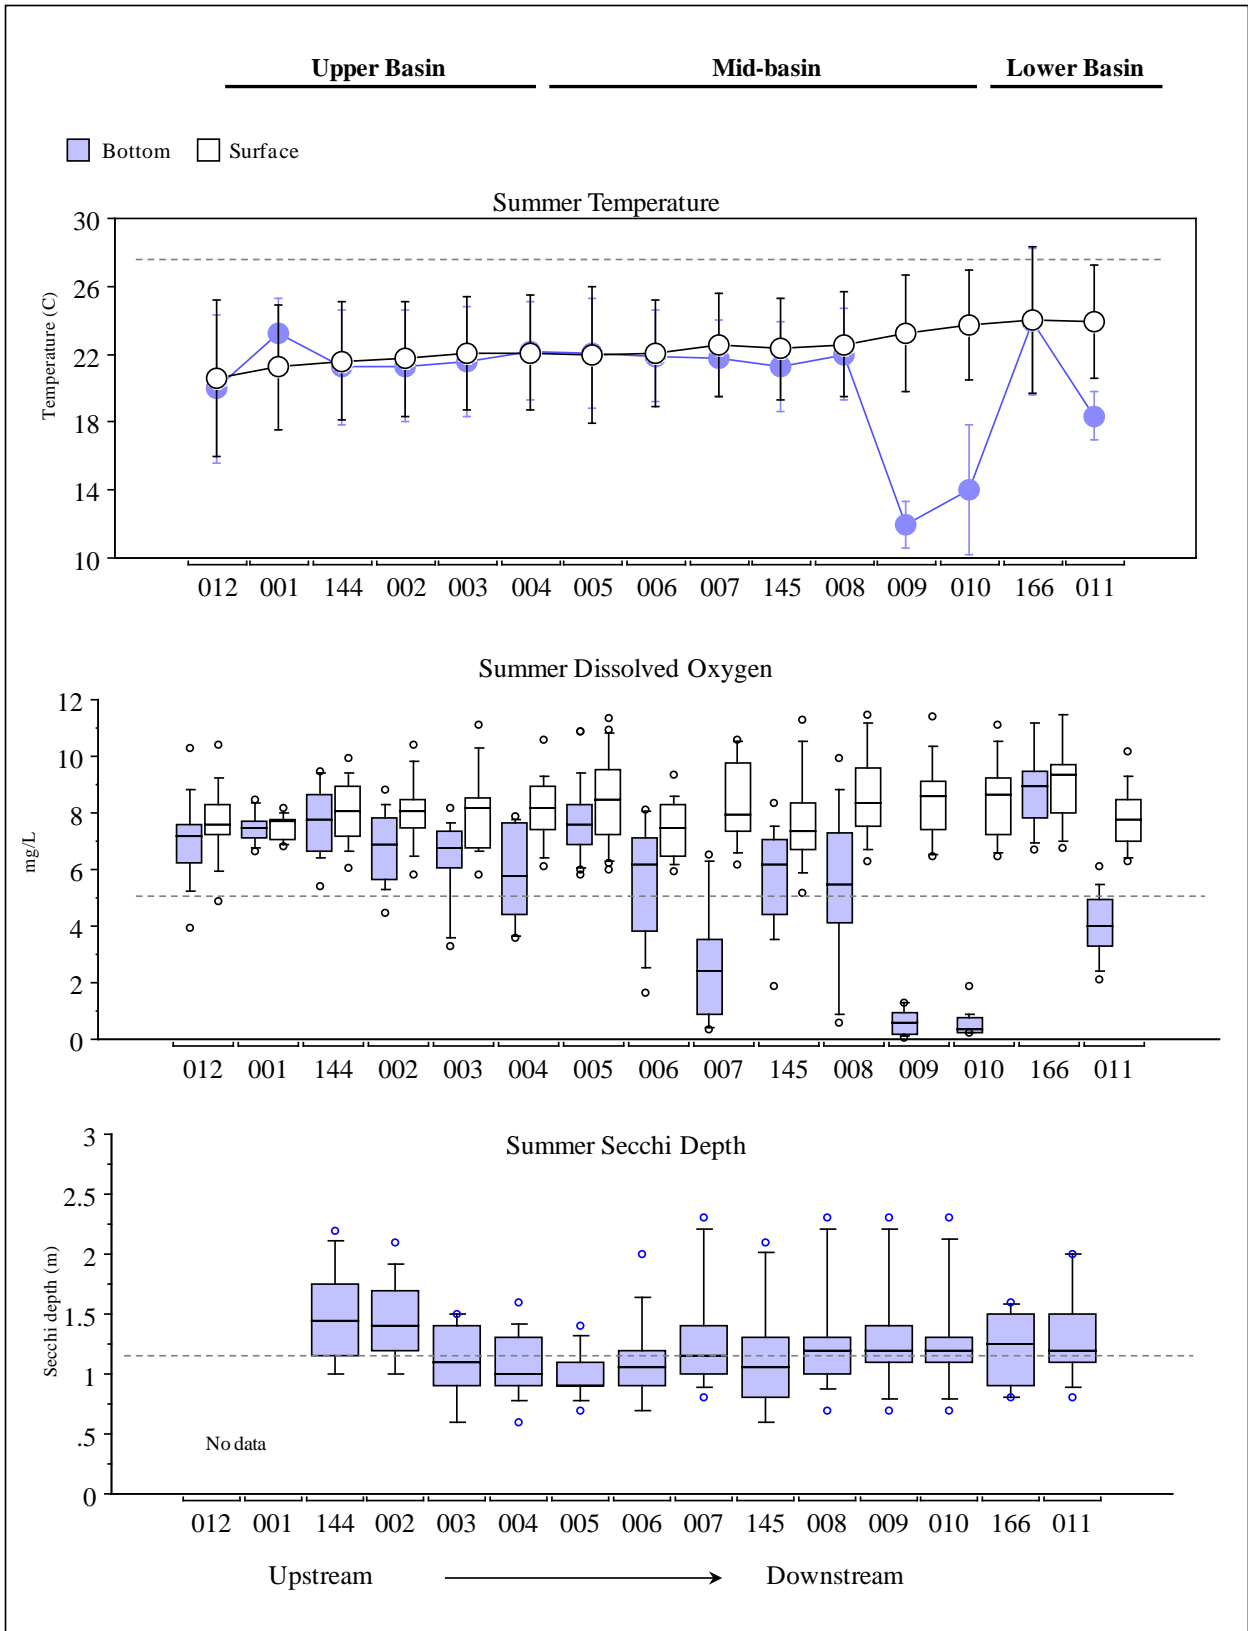 Upper Basin Mid-basin Lower Basin
Bottom Surface
Summer Temperature
Temperature (C)
30
26
22
18
14
10
012 001 144 002 003 004 005 006 007 145 008 009 010 166 011
Summer Dissolved Oxygen
mg/L
12
10
8
6
4
2
0
012 001 144 002 003 004 005 006 007 145 008 009 010 166 011
Summer Secchi Depth
Secchi depth (m)
3
2.5
2
1.5
1
.5
0
No data
012 001 144 002 003 004 005 006 007 145 008 009 010 166 011
Upstream Downstream